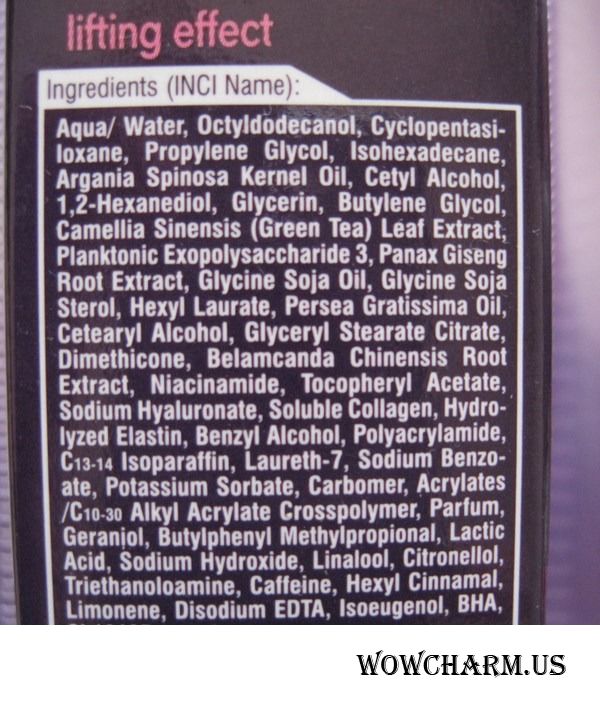 lifting effect
Ingredients (INCI Name):
Aqua/ Water, Octyldodecanol, Cyclopentasi-
loxane, Propylene Glycol, Isohexadecane,
Argania Spinosa Kernel Oil, Cetyl Alcohol,
1,2-Hexanediol, Glycerin, Butylene Glycol,
Camellia Sinensis (Green Tea) Leaf Extract,
Planktonic Exopolysaccharide 3, Panax Giseng
Root Extract, Glycine Soja Oil, Glycine Soja
Sterol, Hexyl Laurate, Persea Gratissima Oil,
Cetearyl Alcohol, Glyceryl Stearate Citrate,
Dimethicone, Belamcanda Chinensis Root
Extract, Niacinamide, Tocopheryl Acetate,
Sodium Hyaluronate, Soluble Collagen, Hydro-
lyzed Elastin, Benzyl Alcohol, Polyacrylamide,
C13-14 Isoparaffin, Laureth-7, Sodium Benzo-
ate, Potassium Sorbate, Carbomer, Acrylates
/C10-30 Alkyl Acrylate Crosspolymer, Parfum,
Geraniol, Butylphenyl Methylpropional, Lactic
Acid, Sodium Hydroxide, Linalool, Citronellol,
Triethanoloamine, Caffeine, Hexyl Cinnamal,
Limonene, Disodium EDTA, Isoeugenol, BHA,
WOWCHARM.US